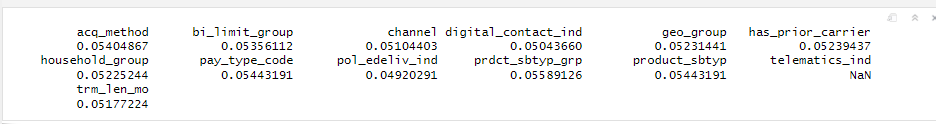 acq_method bi_limit_group channel digital_contact_ind geo_group has_prior_carrier
0.05404867 0.05356112 0.05104403 0.05043660 0.05231441 0.05239437
household_group pay_type_code pol_edeliv_ind prdct_sbtyp_grp product_sbtyp telematics_ind
0.05225244 0.05443191 0.04920291 0.05589126 0.05443191 NaN
trm_len_mo
0.05177224